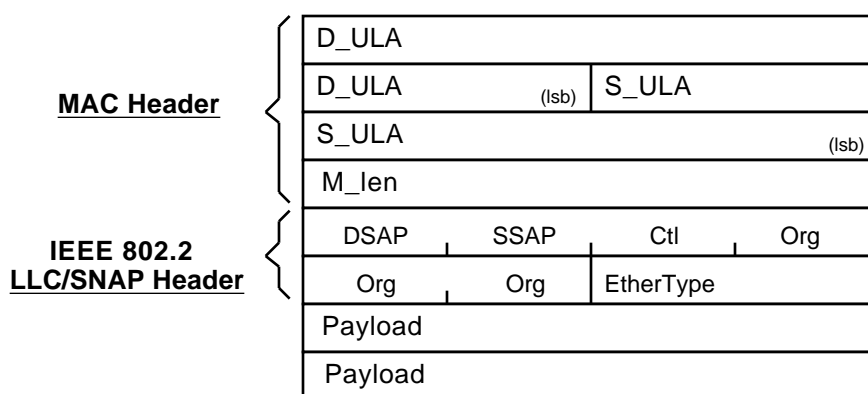 D_ULA
MAC Header
D_ULA (lsb) S_ULA
S_ULA (lsb)
M_len
IEEE 802.2
LLC/SNAP Header
DSAP SSAP Ctl Org
Org Org EtherType
Payload
Payload